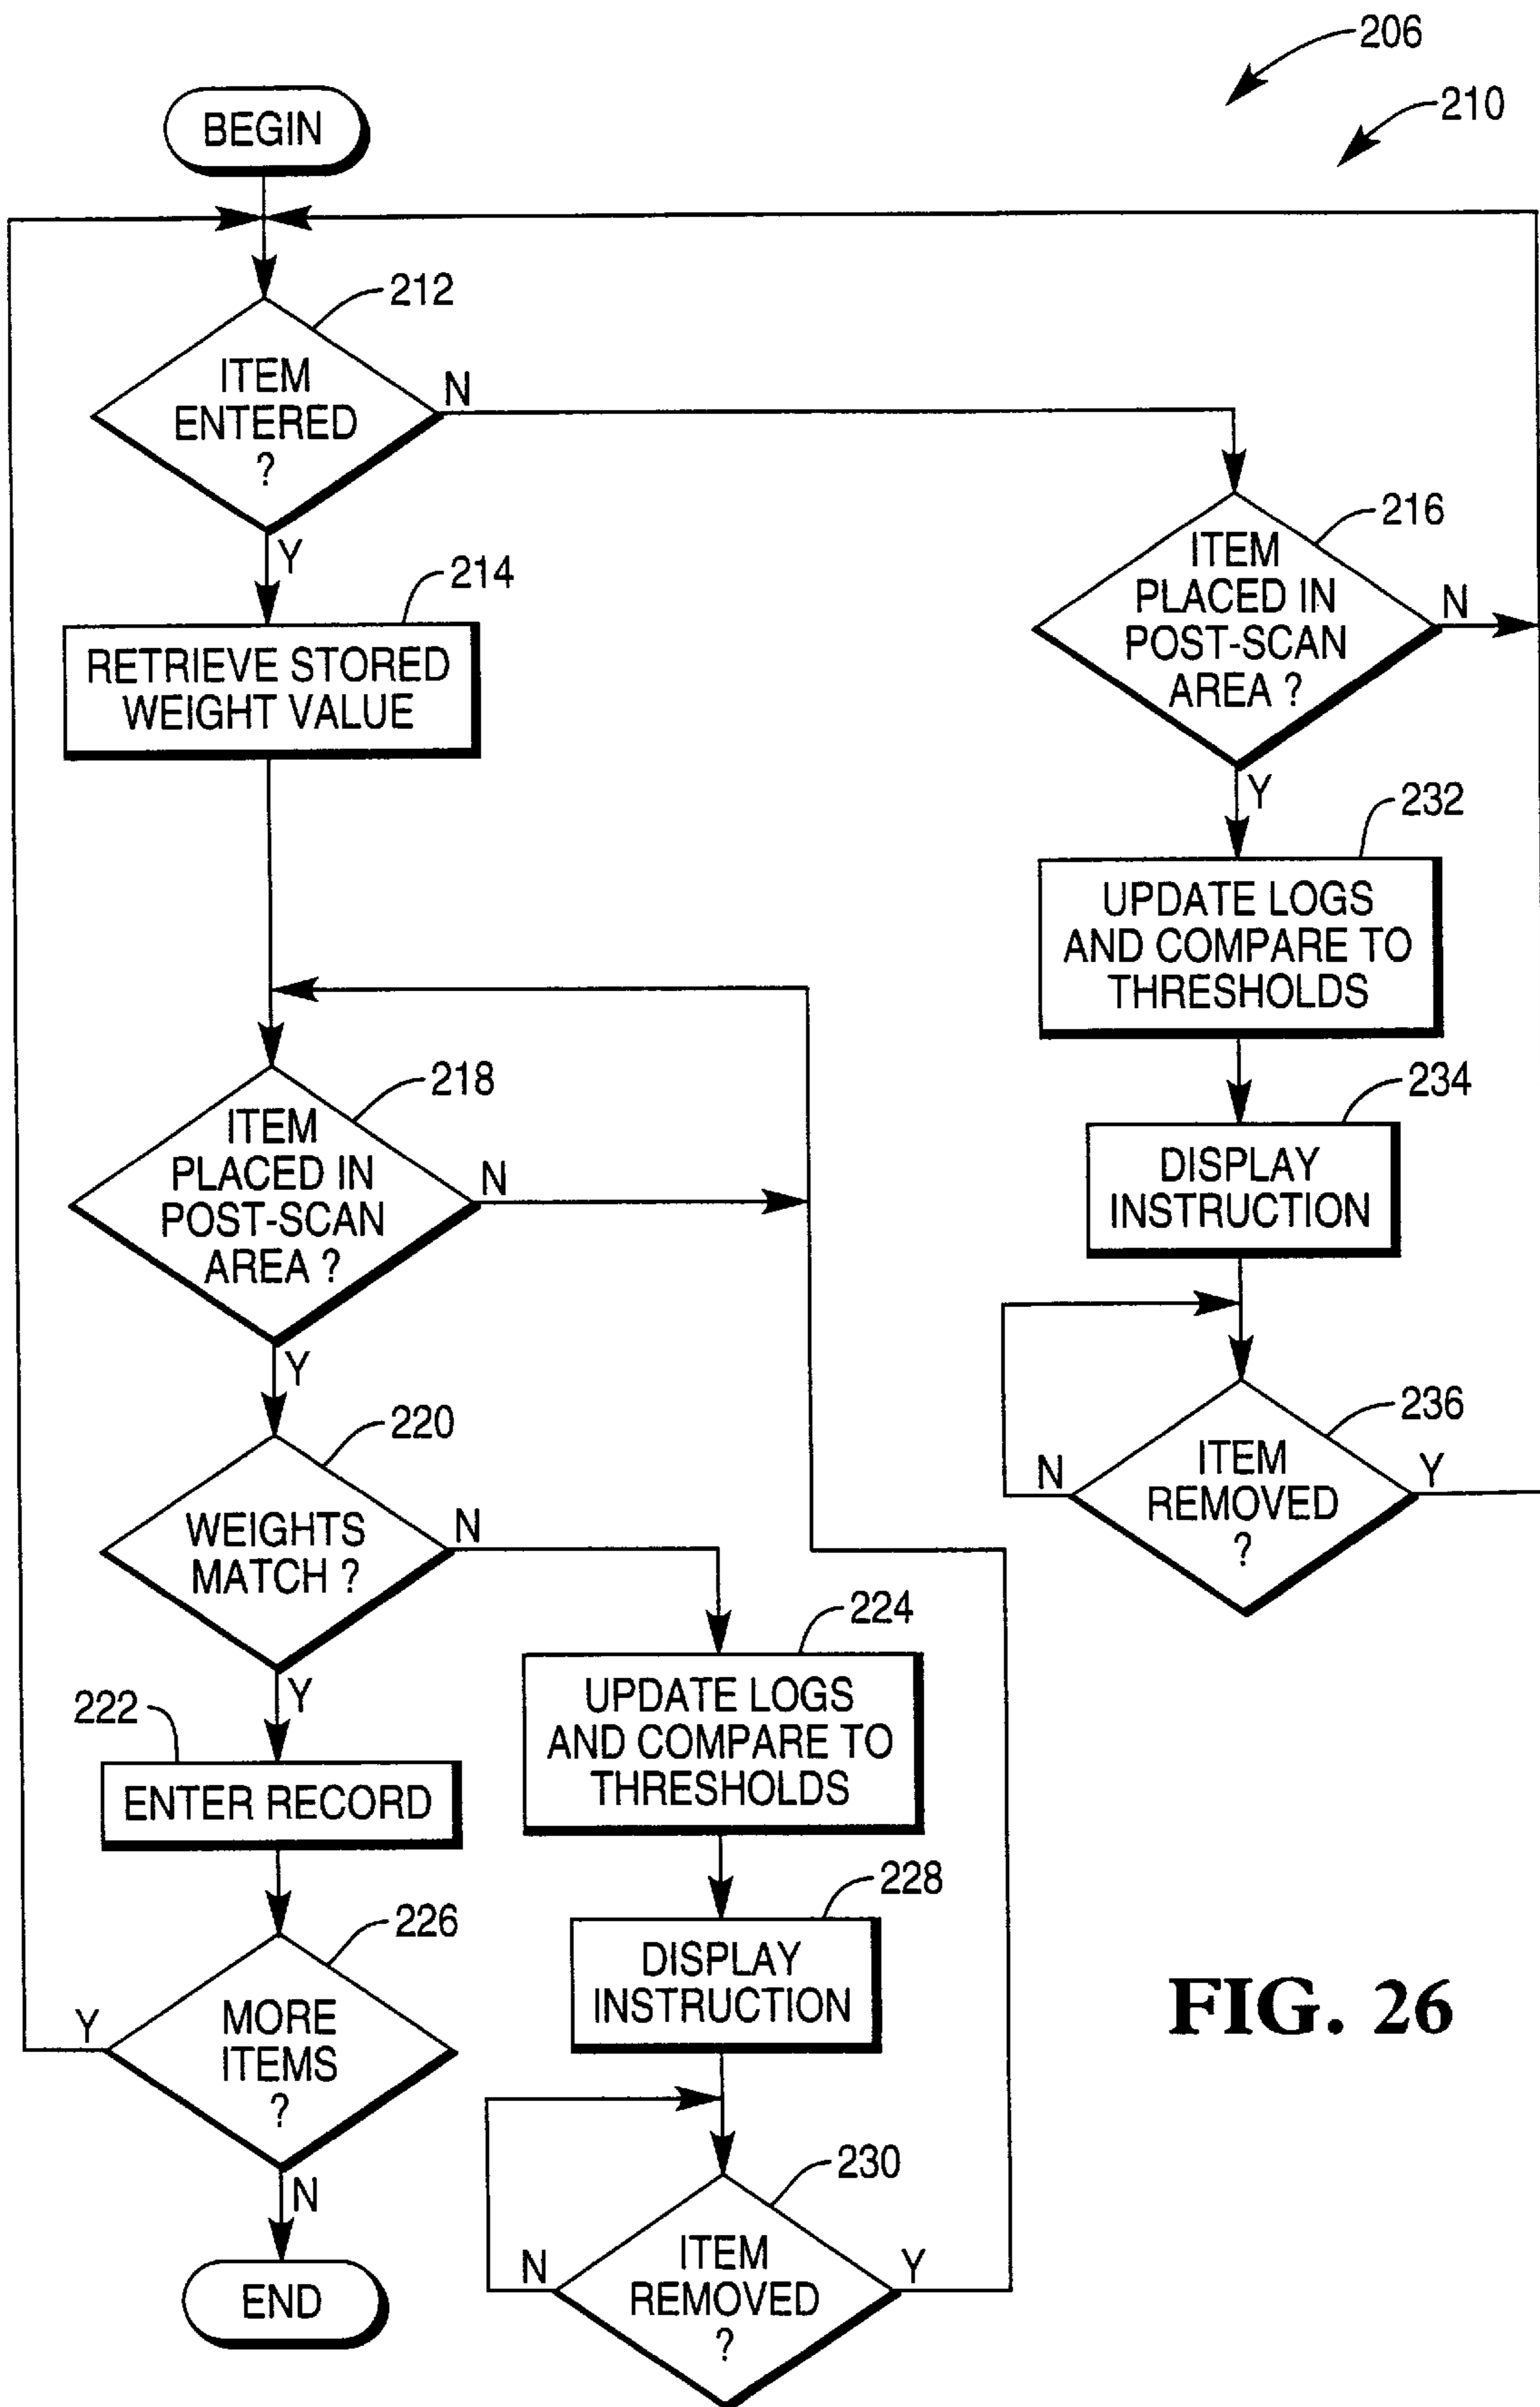 206
210
BEGIN
212
ITEM
ENTERED
?
N
Y
214
RETRIEVE STORED
WEIGHT VALUE
216
ITEM
PLACED IN
POST-SCAN
AREA ?
N
Y
232
UPDATE LOGS
AND COMPARE TO
THRESHOLDS
234
DISPLAY
INSTRUCTION
236
ITEM
REMOVED
?
N
Y
218
ITEM
PLACED IN
POST-SCAN
AREA ?
N
Y
220
WEIGHTS
MATCH ?
N
Y
222
ENTER RECORD
224
UPDATE LOGS
AND COMPARE TO
THRESHOLDS
226
MORE
ITEMS
?
Y
N
END
228
DISPLAY
INSTRUCTION
230
ITEM
REMOVED
?
N
Y
FIG. 26